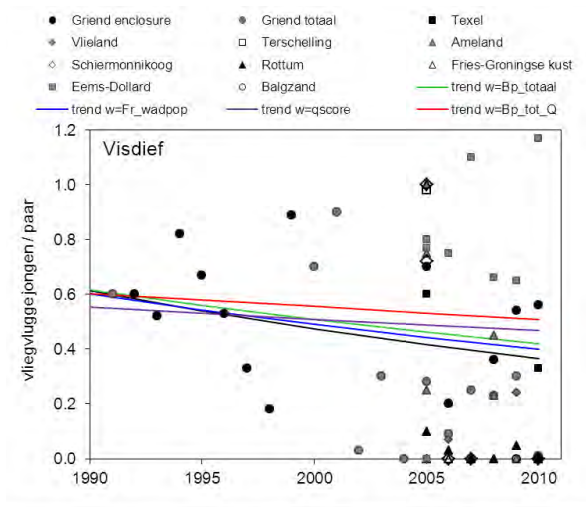 Griend enclosure Griend totaal Texel
Vlieland Terschelling Ameland
Schiermonnikoog Rottum Fries-Groningse kust
Eems-Dollard Balgzand trend w=Bp_totaal
trend w=Fr_wadpop trend w=qscore trend w=Bp_tot_Q
Visdief
vliegvluggejongen / paar
1.2
1.0
0.8
0.6
0.4
0.2
0.0
1990 1995 2000 2005 2010